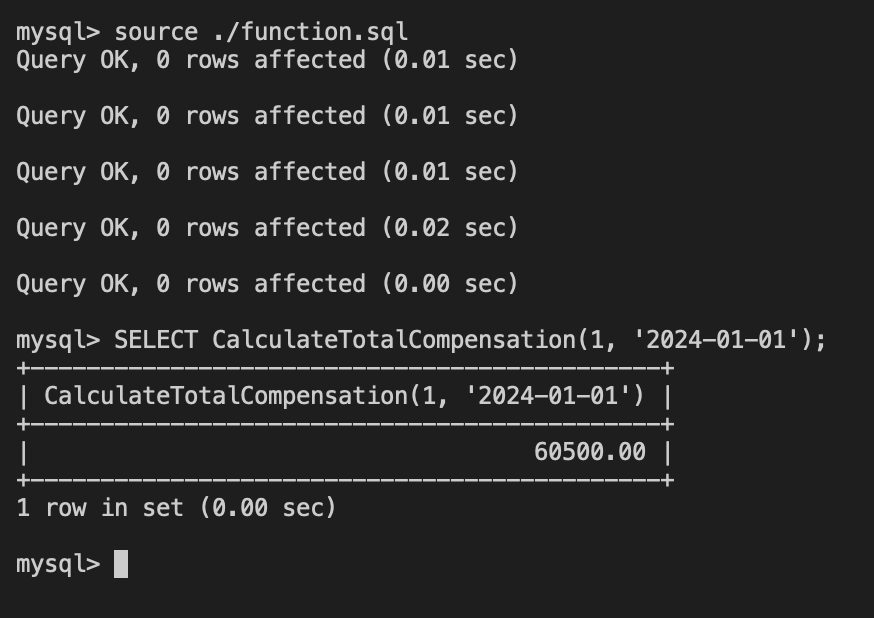 mysql> source ./function.sql
Query OK, 0 rows affected (0.01 sec)
Query OK, 0 rows affected (0.01 sec)
Query OK, 0 rows affected (0.01 sec)
Query OK, 0 rows affected (0.02 sec)
Query OK, 0 rows affected (0.00 sec)
mysql> SELECT CalculateTotalCompensation(1, '2024-01-01');
+---------------------------------------------+
| CalculateTotalCompensation(1, '2024-01-01') |
+---------------------------------------------+
|                                    60500.00 |
+---------------------------------------------+
1 row in set (0.00 sec)
mysql>